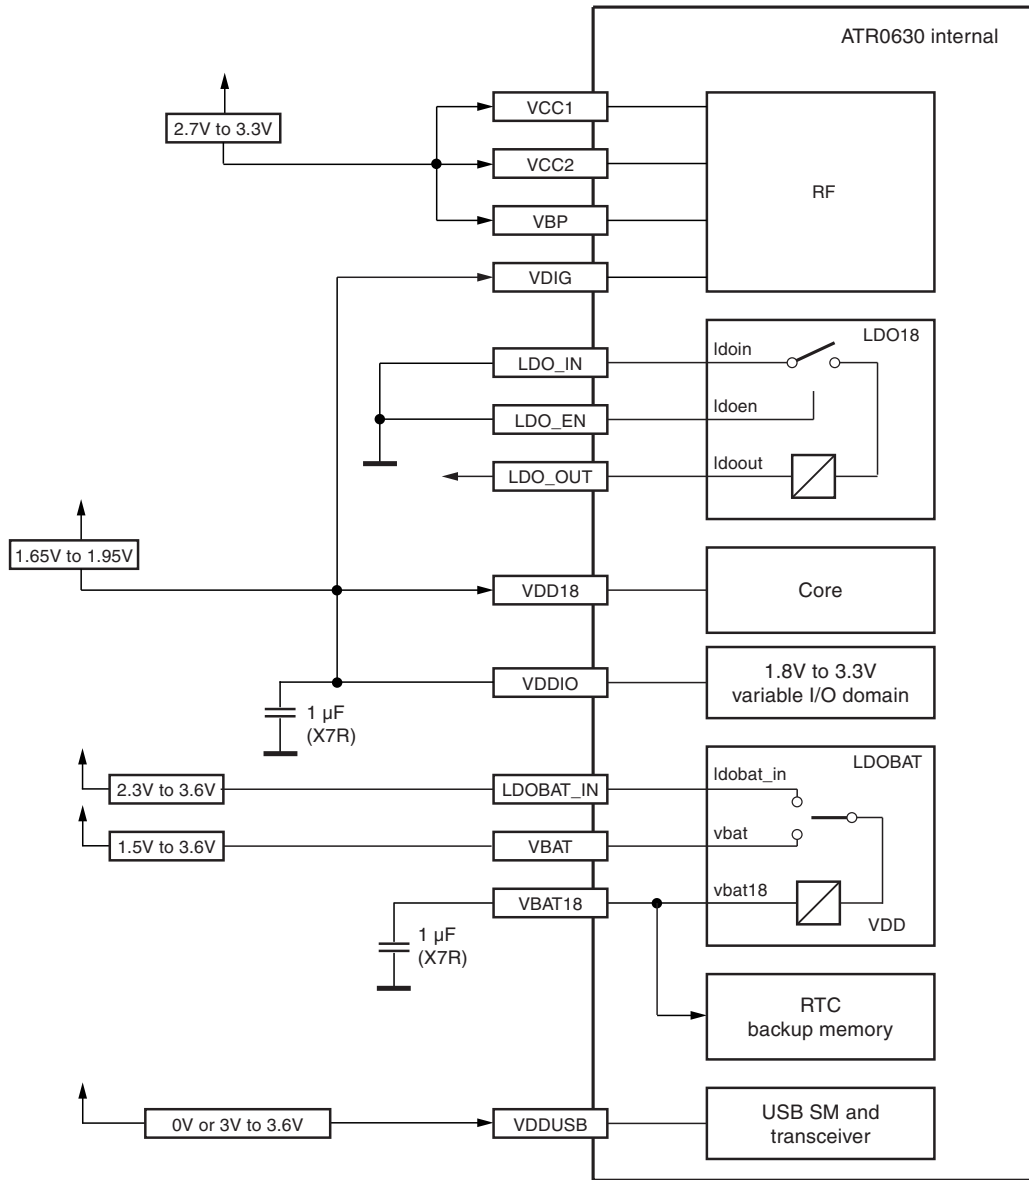 ATR0630 internal
2.7V to 3.3V
VCC1
VCC2
VBP
VDIG
RF
LDO18
LDO_IN
ldoin
LDO_EN
ldoen
LDO_OUT
ldoout
1.65V to 1.95V
VDD18
Core
VDDIO
1.8V to 3.3V
variable I/O domain
1 µF
(X7R)
LDOBAT
2.3V to 3.6V
LDOBAT_IN
ldobat_in
1.5V to 3.6V
VBAT
vbat
VBAT18
vbat18
VDD
1 µF
(X7R)
RTC
backup memory
0V or 3V to 3.6V
VDDUSB
USB SM and
transceiver